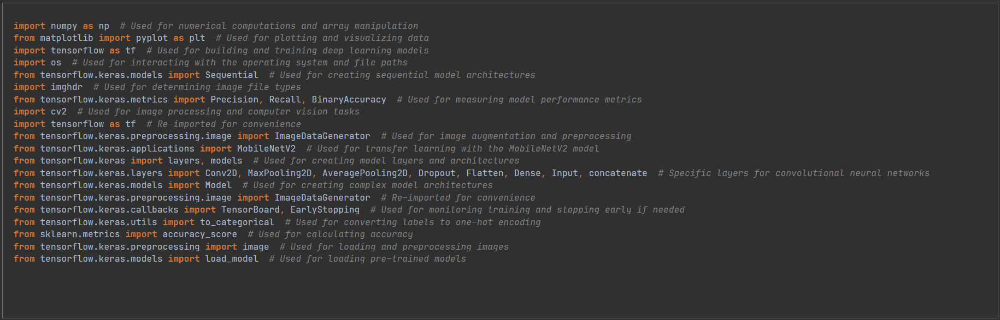 import numpy as np  # Used for numerical computations and array manipulation
from matplotlib import pyplot as plt  # Used for plotting and visualizing data
import tensorflow as tf  # Used for building and training deep learning models
import os  # Used for interacting with the operating system and file paths
from tensorflow.keras.models import Sequential  # Used for creating sequential model architectures
import imghdr  # Used for determining image file types
from tensorflow.keras.metrics import Precision, Recall, BinaryAccuracy  # Used for measuring model performance metrics
import cv2  # Used for image processing and computer vision tasks
import tensorflow as tf  # Re-imported for convenience
from tensorflow.keras.preprocessing.image import ImageDataGenerator  # Used for image augmentation and preprocessing
from tensorflow.keras.applications import MobileNetV2  # Used for transfer learning with the MobileNetV2 model
from tensorflow.keras import layers, models  # Used for creating model layers and architectures
from tensorflow.keras.layers import Conv2D, MaxPooling2D, AveragePooling2D, Dropout, Flatten, Dense, Input, concatenate  # Specific layers for convolutional neural networks
from tensorflow.keras.models import Model  # Used for creating complex model architectures
from tensorflow.keras.preprocessing.image import ImageDataGenerator  # Re-imported for convenience
from tensorflow.keras.callbacks import TensorBoard, EarlyStopping  # Used for monitoring training and stopping early if needed
from tensorflow.keras.utils import to_categorical  # Used for converting labels to one-hot encoding
from sklearn.metrics import accuracy_score  # Used for calculating accuracy
from tensorflow.keras.preprocessing import image  # Used for loading and preprocessing images
from tensorflow.keras.models import load_model  # Used for loading pre-trained models